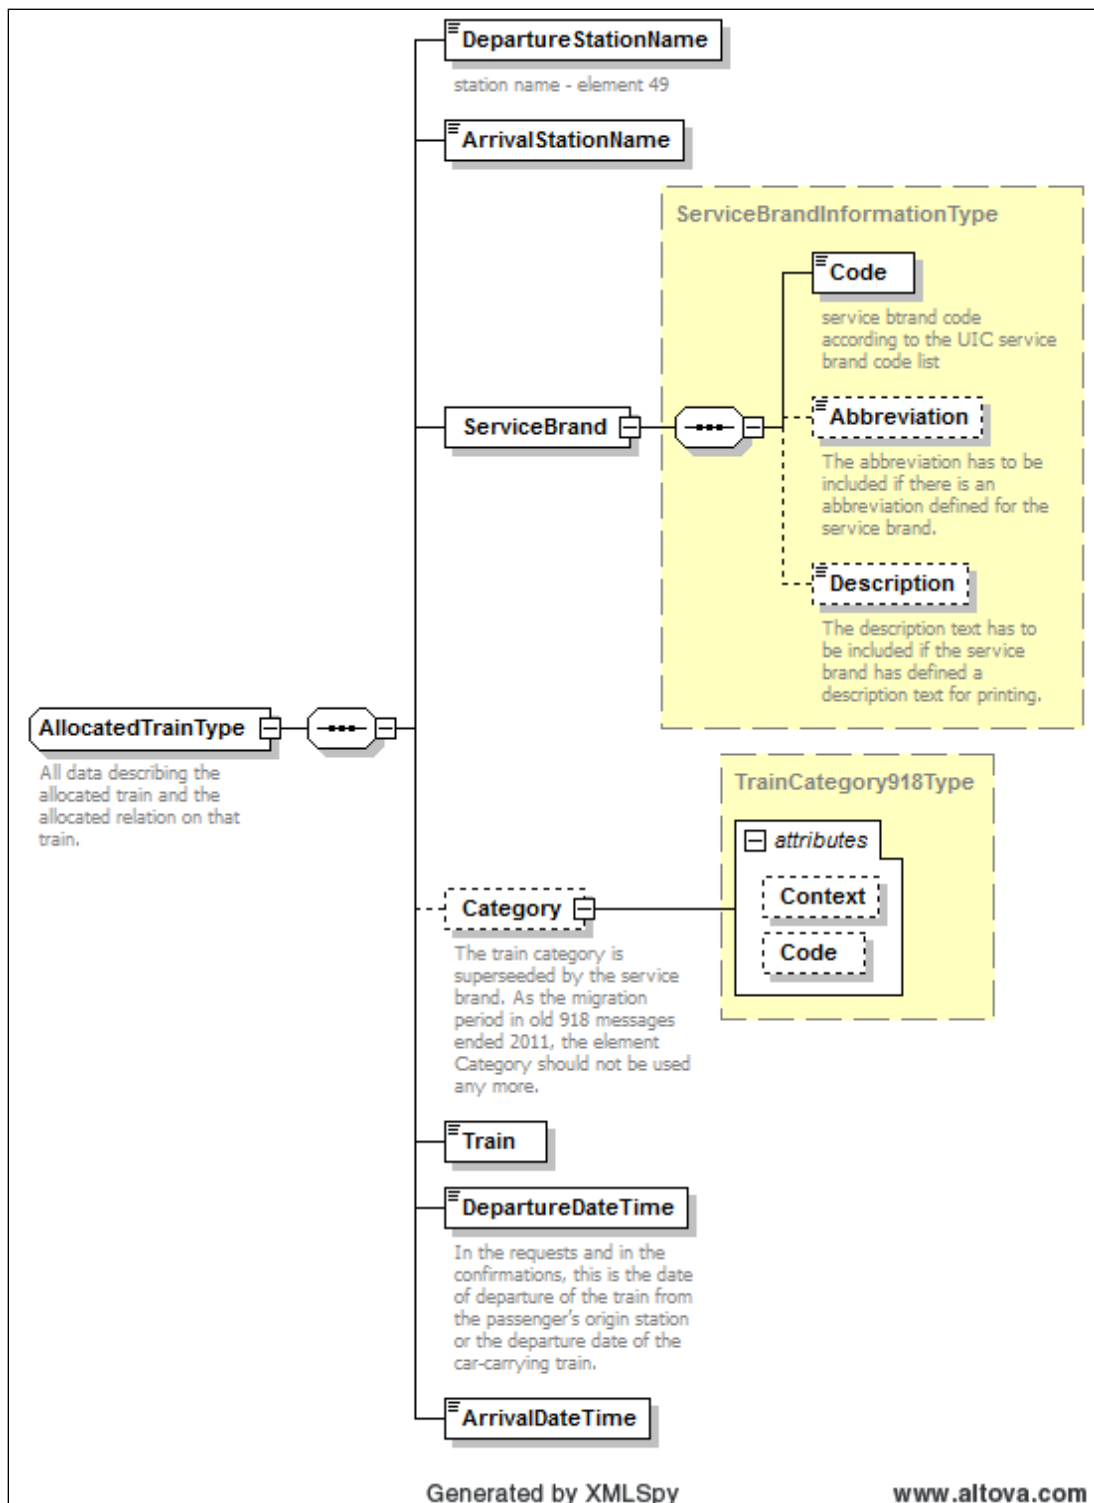 DepartureStationName
station name - element 49
ArrivalStationName
ServiceBrandInformationType
Code
service btrand code
according to the UIC service
brand code list
ServiceBrand
Abbreviation
The abbreviation has to be
included if there is an
abbreviation defined for the
service brand.
Description
The description text has to
be included if the service
brand has defined a
description text for printing.
AllocatedTrainType
All data describing the
allocated train and the
allocated relation on that
train.
TrainCategory918Type
attributes
Context
Code
Category
The train category is
superseeded by the service
brand. As the migration
period in old 918 messages
ended 2011, the element
Category should not be used
any more.
Train
DepartureDateTime
In the requests and in the
confirmations, this is the date
of departure of the train from
the passenger's origin station
or the departure date of the
car-carrying train.
ArrivalDateTime
Generated by XMLSpy
www.altova.com